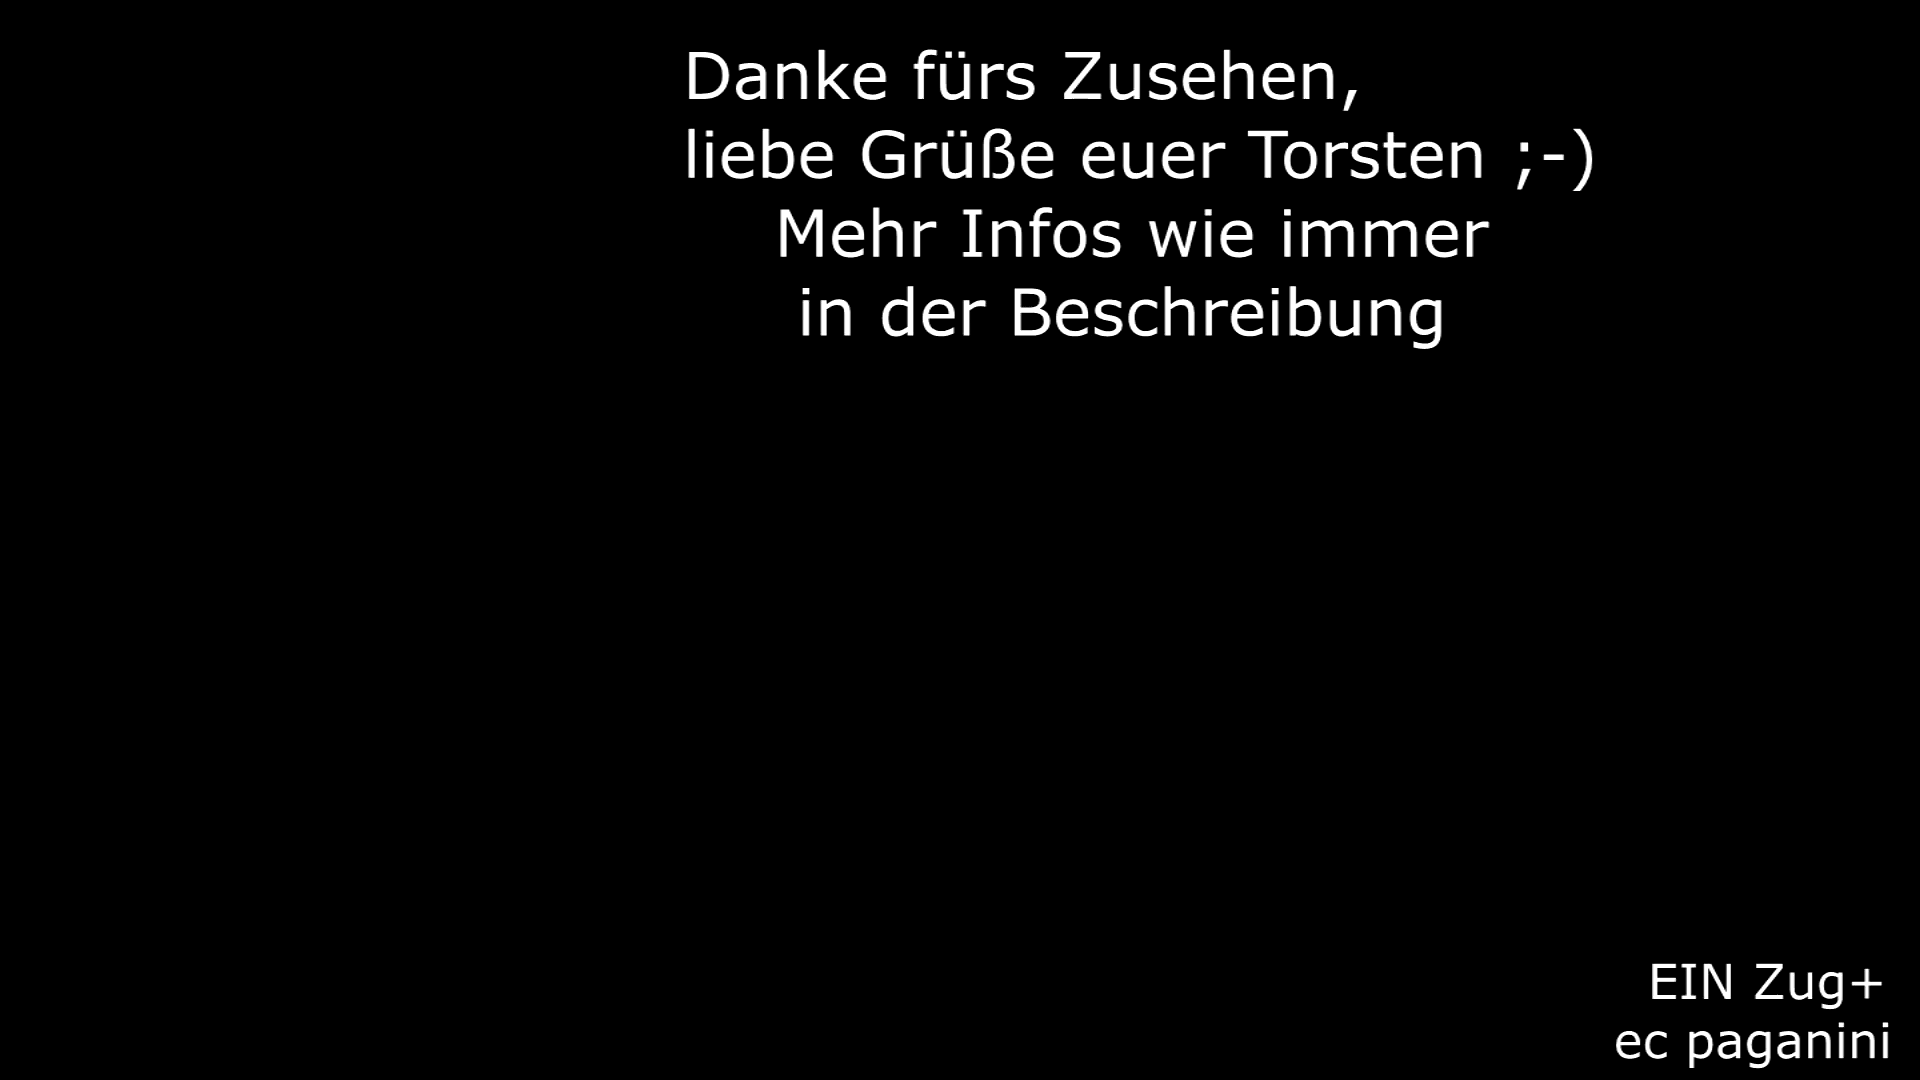 Danke fürs Zusehen,
liebe Grüße euer Torsten ;-)
Mehr Infos wie immer
in der Beschreibung
EIN Zug+
ec paganini